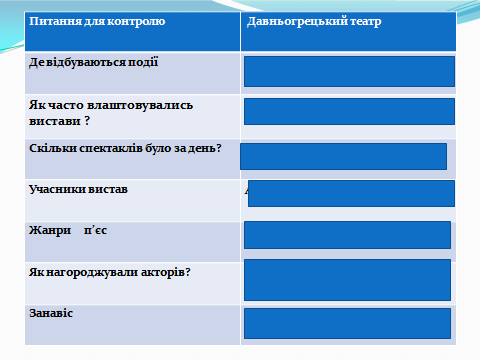 Питання для контролю
Давньогрецький театр
Де відбуваються події
Як часто влаштовувались
вистави ?
Скільки спектаклів було за день?
Учасники вистав
Жанри п'єс
Як нагороджували акторів?
Занавіс